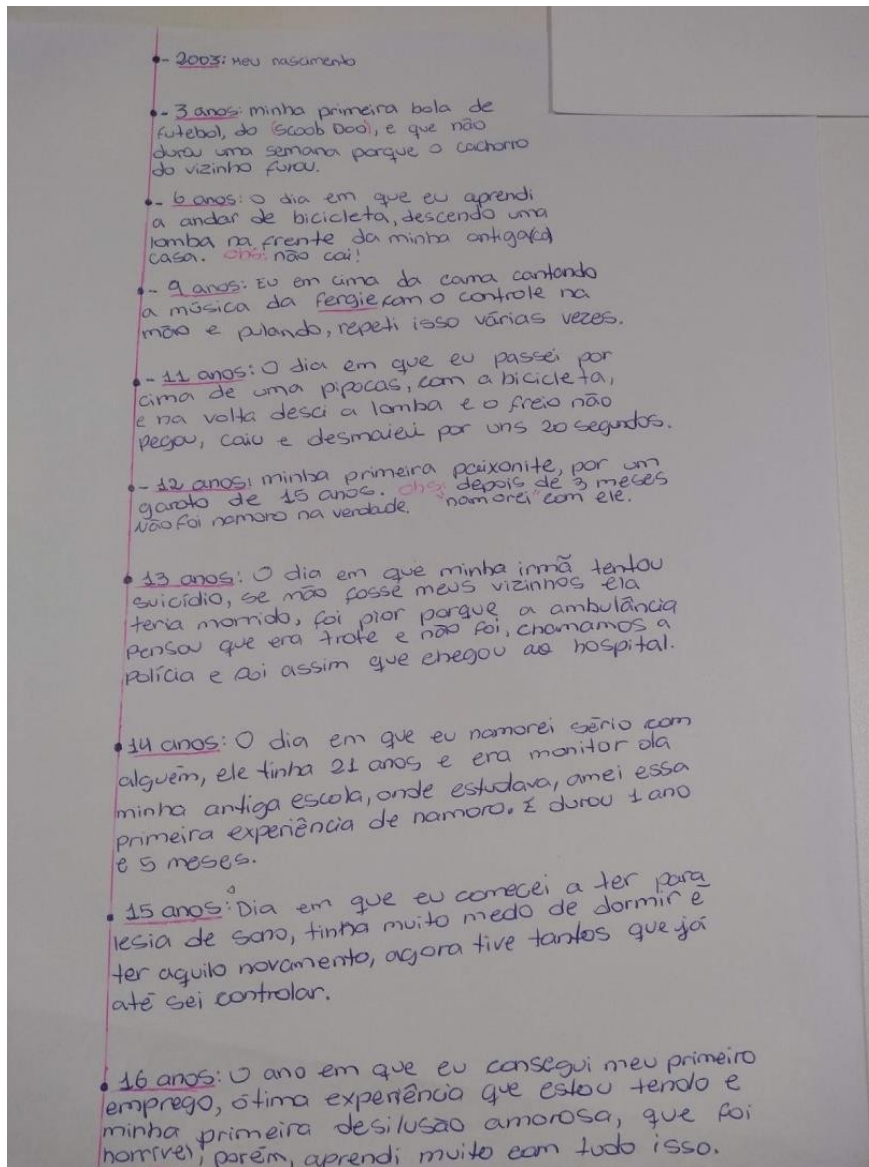 - 2003: Meu nascimento
- 3 anos: minha primeira bola de
futebol, do (Scoob Doo), e que não
durou uma semana porque o cachorro
do vizinho furou.
- 6 anos: O dia em que eu aprendi
a andar de bicicleta, descendo uma
lomba na frente da minha antiga
casa. obs: não cai!
- 9 anos: Eu em cima da cama cantando
a música da fergie com o controle na
mão e pulando, repeti isso várias vezes.
- 11 anos: O dia em que eu passei por
cima de uma pipocas, com a bicicleta,
e na volta desci a lomba e o freio não
pegou, caiu e desmaiei por uns 20 segundos.
- 12 anos: minha primeira paixonite, por um
garoto de 15 anos. obs: depois de 3 meses
"namorei" com ele.
Não foi namoro na verdade.
13 anos: O dia em que minha irmã tentou
suicídio, se não fosse meus vizinhos ela
teria morrido, foi pior porque a ambulância
pensou que era trote e não foi, chamamos a
polícia e foi assim que chegou ao hospital.
14 anos: O dia em que eu namorei sério com
alguém, ele tinha 21 anos, e era monitor da
minha antiga escola, onde estudava, amei essa
primeira experiência de namoro. E durou 1 ano
e 5 meses.
15 anos: O Dia em que eu comecei a ter para
lesia de sono, tinha muito medo de dormir e
ter aquilo novamento, agora tive tantos que já
até sei controlar.
16 anos: O ano em que eu consegui meu primeiro
emprego, ótima experiência que estou tendo e
minha primeira desilusão amorosa, que foi
horrível, porém, aprendi muito com tudo isso.